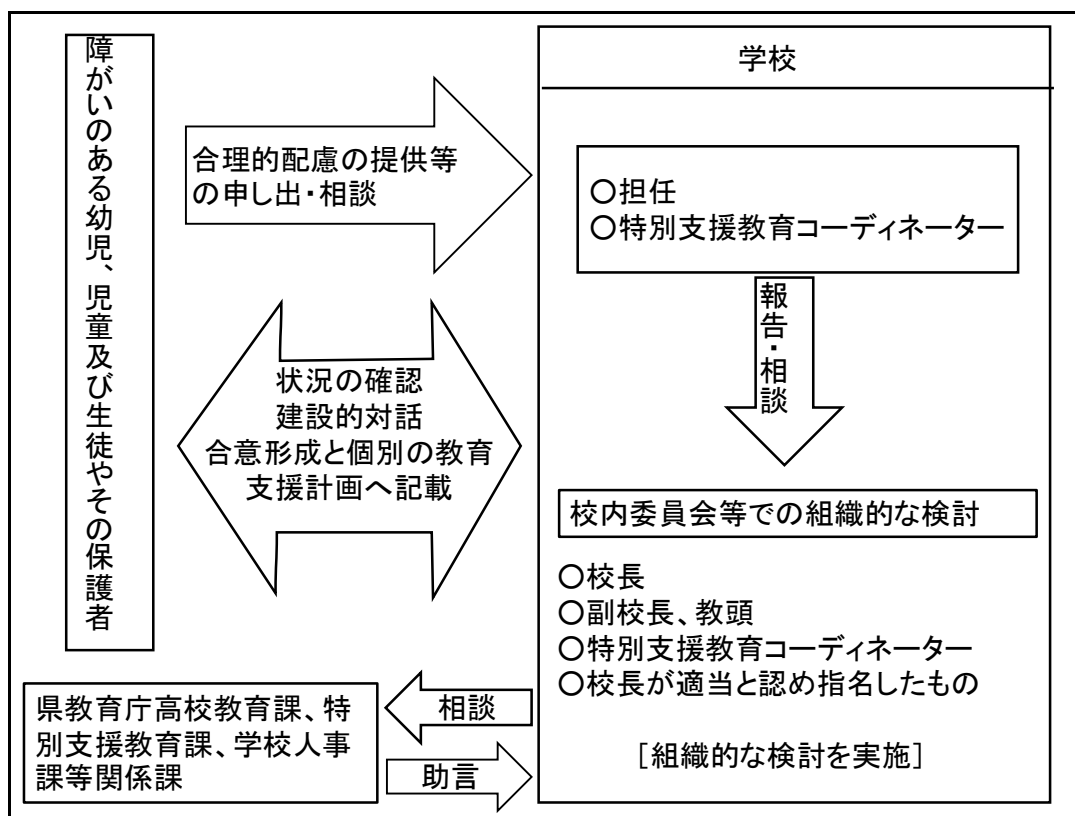 障がいのある幼児、児童及び生徒やその保護者
合理的配慮の提供等
の申し出・相談
状況の確認
建設的対話
合意形成と個別の教育
支援計画へ記載
学校
○担任
○特別支援教育コーディネーター
報告・相談
校内委員会等での組織的な検討
○校長
○副校長、教頭
○特別支援教育コーディネーター
○校長が適当と認め指名したもの
［組織的な検討を実施］
相談
助言
県教育庁高校教育課、特
別支援教育課、学校人事
課等関係課